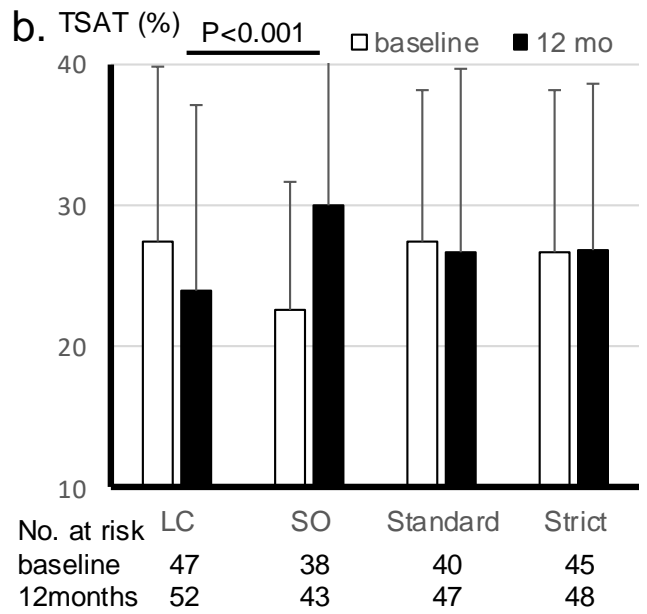 b. TSAT (%)
P<0.001
baseline 12 mo
40
30
20
10
LC SO Standard Strict
No. at risk
baseline 47 38 40 45
12months 52 43 47 48